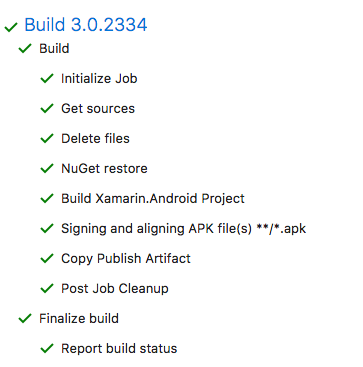 Build 3.0.2334
Build
Initialize Job
Get sources
Delete files
NuGet restore
Build Xamarin.Android Project
Signing and aligning APK file(s) **/*.apk
Copy Publish Artifact
Post Job Cleanup
Finalize build
Report build status